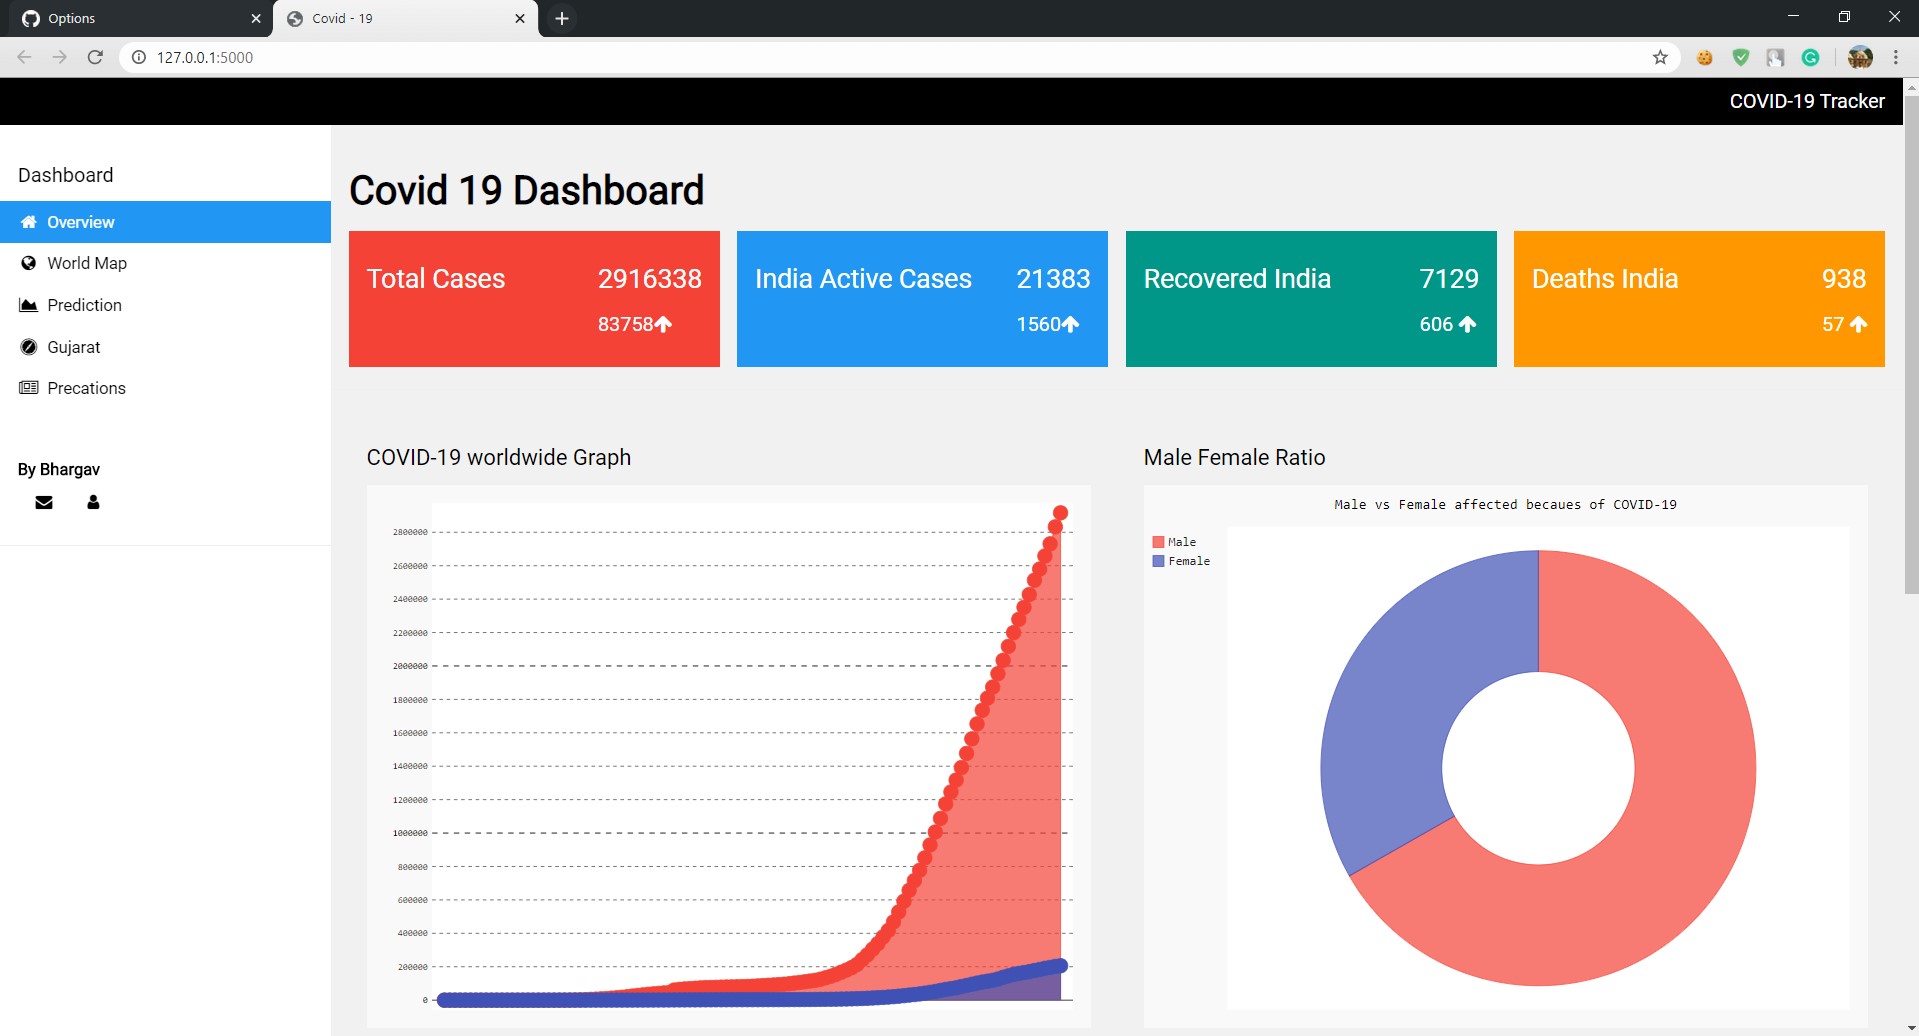 Options
Covid - 19
127.0.0.1:5000
COVID-19 Tracker
Dashboard
Overview
World Map
Prediction
Gujarat
Precations
By Bhargav
Covid 19 Dashboard
Total Cases 2916338
83758
India Active Cases 21383
1560
Recovered India 7129
606
Deaths India 938
57
COVID-19 worldwide Graph
2800000
2600000
2400000
2200000
2000000
1800000
1600000
1400000
1200000
1000000
800000
600000
400000
200000
0
Male Female Ratio
Male vs Female affected becaues of COVID-19
Male
Female